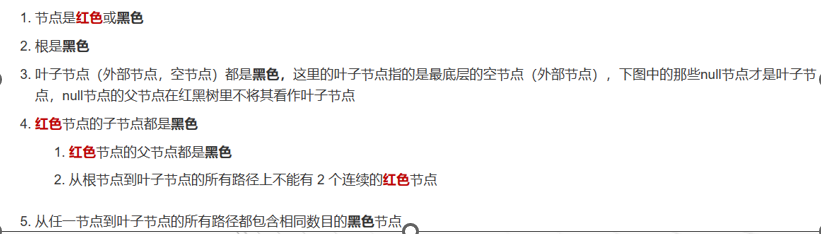 1. 节点是红色或黑色
2. 根是黑色
3. 叶子节点（外部节点，空节点）都是黑色，这里的叶子节点指的是最底层的空节点（外部节点），下图中的那些null节点才是叶子节
点，null节点的父节点在红黑树里不将其看作叶子节点
4. 红色节点的子节点都是黑色
1. 红色节点的父节点都是黑色
2. 从根节点到叶子节点的所有路径上不能有 2 个连续的红色节点
5. 从任一节点到叶子节点的所有路径都包含相同数目的黑色节点